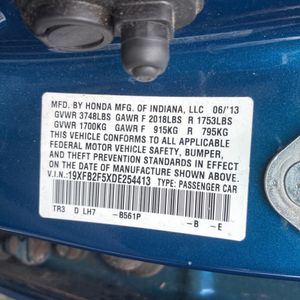 MFD. BY HONDA MFG. OF INDIANA, LLC 06/'13
GVWR 3748LBS GAWR F 2018LBS R 1753LBS
GVWR 1700KG GAWR F 915KG R 795KG
THIS VEHICLE CONFORMS TO ALL APPLICABLE
FEDERAL MOTOR VEHICLE SAFETY, BUMPER,
AND THEFT PREVENTION STANDARDS IN EFFECT
ON THE DATE OF MANUFACTURE SHOWN ABOVE.
V.I.N.:19XFB2F5XDE254413 TYPE: PASSENGER CAR
TR3 D LH7 -B561P -B -E